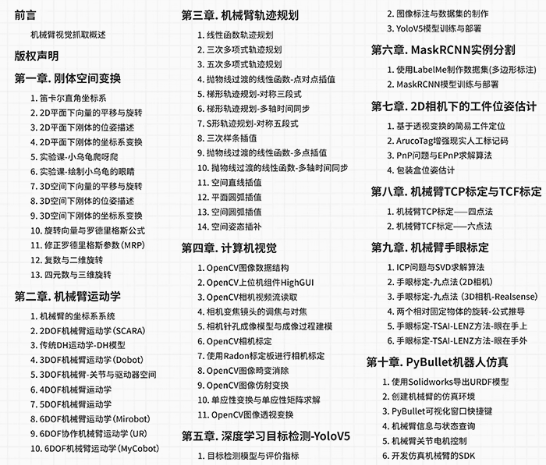 前言
机械臂视觉抓取概述
版权声明
第一章. 刚体空间变换
1. 笛卡尔直角坐标系
2. 2D平面下向量的平移与旋转
3. 2D平面下刚体的位姿描述
4. 2D平面下刚体的坐标系变换
5. 实验课-小乌龟爬呀爬
6. 实验课-绘制小乌龟的眼睛
7. 3D空间下向量的平移与旋转
8. 3D空间下刚体的位姿描述
9. 3D空间下刚体的坐标系变换
10. 旋转向量与罗德里格斯公式
11. 修正罗德里格斯参数(MRP)
12. 复数与二维旋转
13. 四元数与三维旋转
第二章. 机械臂运动学
1. 机械臂的坐标系系统
2. 2DOF机械臂运动学(SCARA)
3. 传统DH运动学-DH模型
4. 3DOF机械臂运动学(Dobot)
5. 3DOF机械臂-关节与驱动器空间
6. 4DOF机械臂运动学
7. 5DOF机械臂运动学
8. 6DOF机械臂运动学(Mirobot)
9. 6DOF协作机械臂运动学(UR)
10. 6DOF机械臂运动学(MyCobot)
第三章. 机械臂轨迹规划
1. 线性函数轨迹规划
2. 三次多项式轨迹规划
3. 五次多项式轨迹规划
4. 抛物线过渡的线性函数-点对点插值
5. 梯形轨迹规划-对称三段式
6. 梯形轨迹规划-多轴时间同步
7. S形轨迹规划-对称五段式
8. 三次样条插值
9. 抛物线过渡的线性函数-多点插值
10. 抛物线过渡的线性函数-多轴时间同步
11. 空间直线插值
12. 平面圆弧插值
13. 空间圆弧插值
14. 空间姿态插补
第四章. 计算机视觉
1. OpenCV图像数据结构
2. OpenCV上位机组件HighGUI
3. OpenCV相机视频流读取
4. 相机变焦镜头的调焦与对焦
5. 相机针孔成像模型与成像过程建模
6. OpenCV相机标定
7. 使用Radon标定板进行相机标定
8. OpenCV图像畸变消除
9. OpenCV图像仿射变换
10. 单应性变换与单应性矩阵求解
11. OpenCV图像透视变换
第五章. 深度学习目标检测-YoloV5
1. 目标检测模型与评价指标
2. 图像标注与数据集的制作
3. YoloV5模型训练与部署
第六章. MaskRCNN实例分割
1. 使用LabelMe制作数据集(多边形标注)
2. MaskRCNN模型训练与部署
第七章. 2D相机下的工件位姿估计
1. 基于透视变换的简易工件定位
2. ArucoTag增强现实人工标记码
3. PnP问题与EPnP求解算法
4. 包装盒位姿估计
第八章. 机械臂TCP标定与TCF标定
1. 机械臂TCP标定——四点法
2. 机械臂TCF标定——六点法
第九章. 机械臂手眼标定
1. ICP问题与SVD求解算法
2. 手眼标定-九点法(2D相机)
3. 手眼标定-九点法 (3D相机-Realsense)
4. 两个相对固定物体的旋转-公式推导
5. 手眼标定-TSAI-LENZ方法-眼在手上
6. 手眼标定-TSAI-LENZ方法-眼在手外
第十章. PyBullet机器人仿真
1. 使用Solidworks导出URDF模型
2. 创建机械臂的仿真环境
3. PyBullet可视化窗口快捷键
4. 机械臂信息与状态查询
5. 机械臂关节电机控制
6. 开发仿真机械臂的SDK